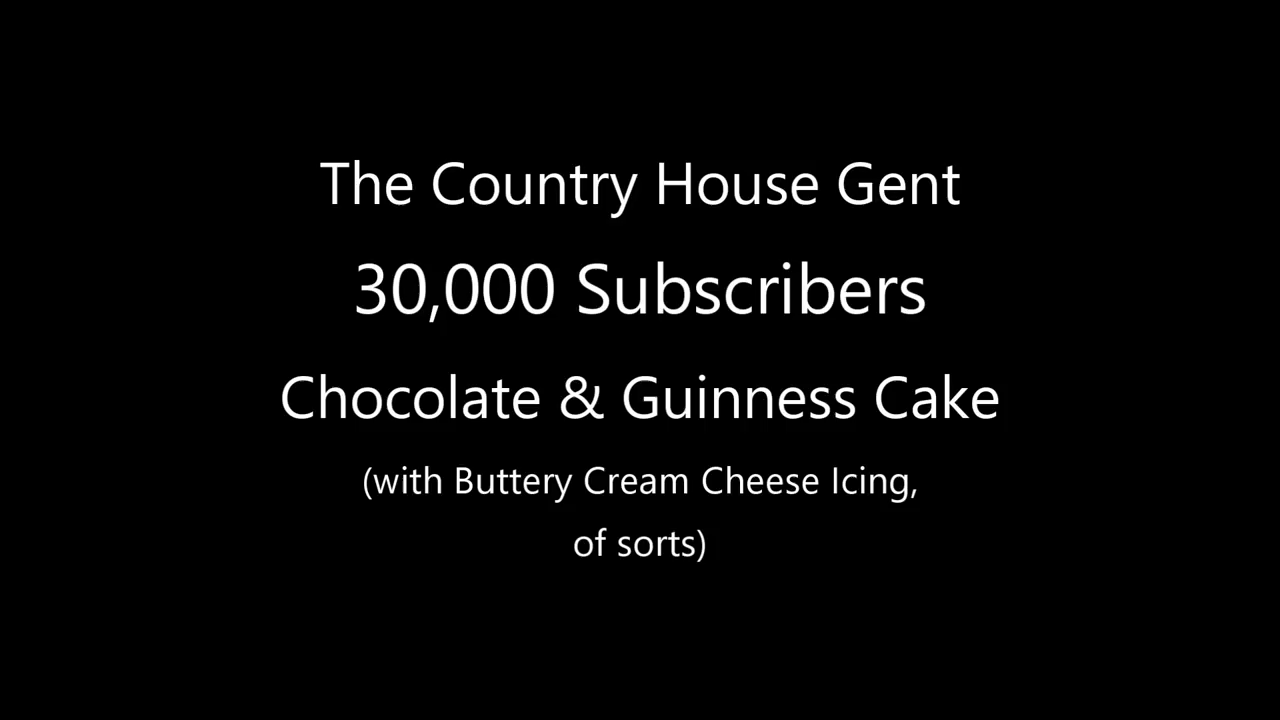 The Country House Gent
30,000 Subscribers
Chocolate & Guinness Cake
(with Buttery Cream Cheese Icing,
of sorts)